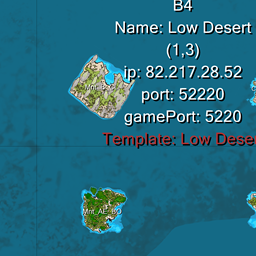 B4
Name: Low Desert
(1,3)
ip: 82.217.28.52
port: 52220
gamePort: 5220
Template: Low Dese